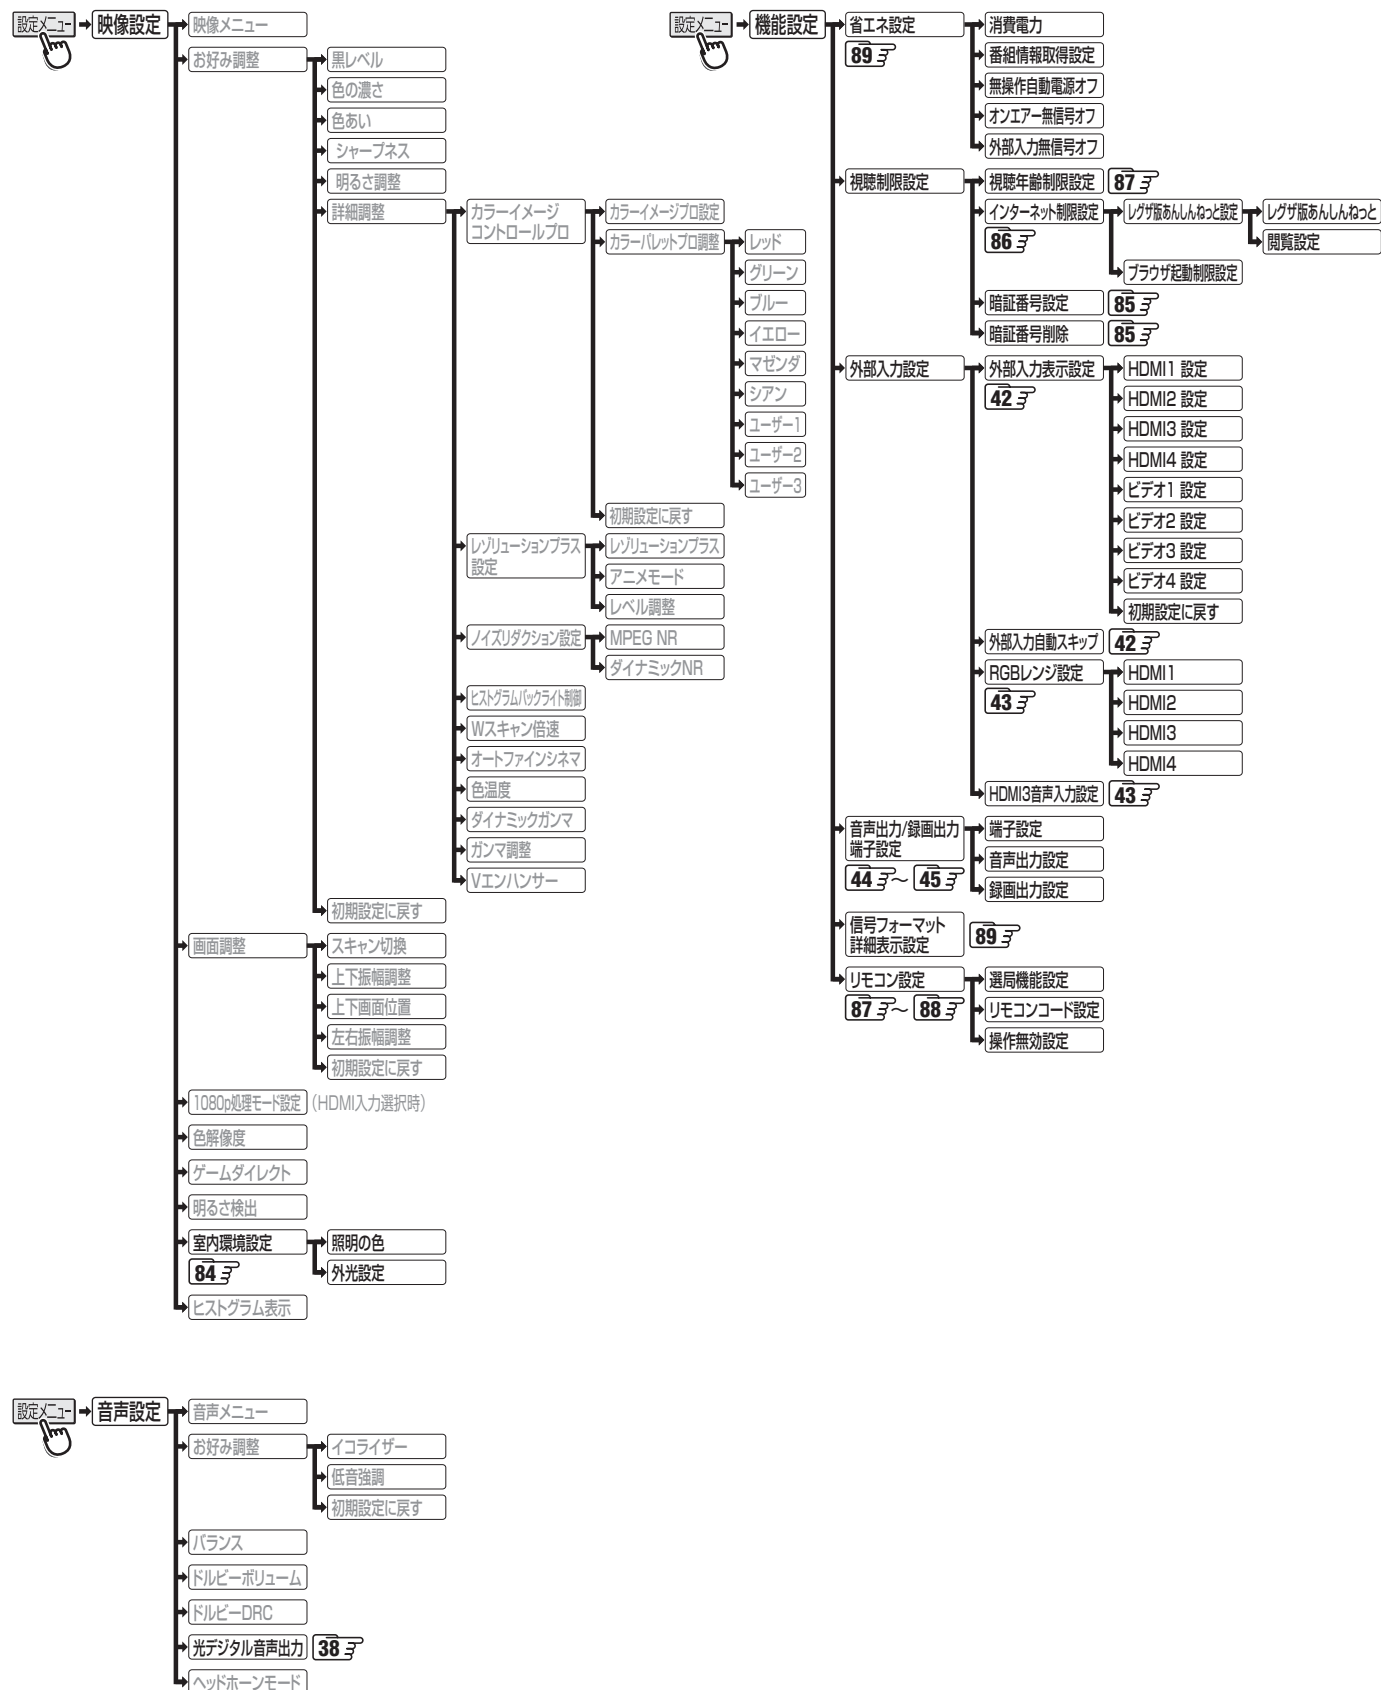 設定メニュー
映像設定
映像メニュー
お好み調整
黒レベル
色の濃さ
色あい
シャープネス
明るさ調整
詳細調整
カラーイメージ
コントロールプロ
カラーイメージプロ設定
カラーパレットプロ調整
レッド
グリーン
ブルー
イエロー
マゼンダ
シアン
ユーザー1
ユーザー2
ユーザー3
初期設定に戻す
レゾリューションプラス
設定
レゾリューションプラス
アニメモード
レベル調整
ノイズリダクション設定
MPEG NR
ダイナミックNR
ヒストグラムバックライト制御
Wスキャン倍速
オートファインシネマ
色温度
ダイナミックガンマ
ガンマ調整
Vエンハンサー
初期設定に戻す
画面調整
スキャン切換
上下振幅調整
上下画面位置
左右振幅調整
初期設定に戻す
1080p処理モード設定 (HDMI入力選択時)
色解像度
ゲームダイレクト
明るさ検出
室内環境設定
84
照明の色
外光設定
ヒストグラム表示
設定メニュー
音声設定
音声メニュー
お好み調整
イコライザー
低音強調
初期設定に戻す
バランス
ドルビーボリューム
ドルビーDRC
光デジタル音声出力 38
ヘッドホーンモード
設定メニュー
機能設定
省エネ設定
89
消費電力
番組情報取得設定
無操作自動電源オフ
オンエアー無信号オフ
外部入力無信号オフ
視聴制限設定
視聴年齢制限設定 87
インターネット制限設定
86
レグザ版あんしんねっと設定
レグザ版あんしんねっと
閲覧設定
ブラウザ起動制限設定
暗証番号設定 85
暗証番号削除 85
外部入力設定
外部入力表示設定
42
HDMI1 設定
HDMI2 設定
HDMI3 設定
HDMI4 設定
ビデオ1 設定
ビデオ2 設定
ビデオ3 設定
ビデオ4 設定
初期設定に戻す
外部入力自動スキップ 42
RGBレンジ設定
43
HDMI1
HDMI2
HDMI3
HDMI4
HDMI3音声入力設定 43
音声出力/録画出力
端子設定
44 ～ 45
端子設定
音声出力設定
録画出力設定
信号フォーマット
詳細表示設定
89
リモコン設定
87 ～ 88
選局機能設定
リモコンコード設定
操作無効設定